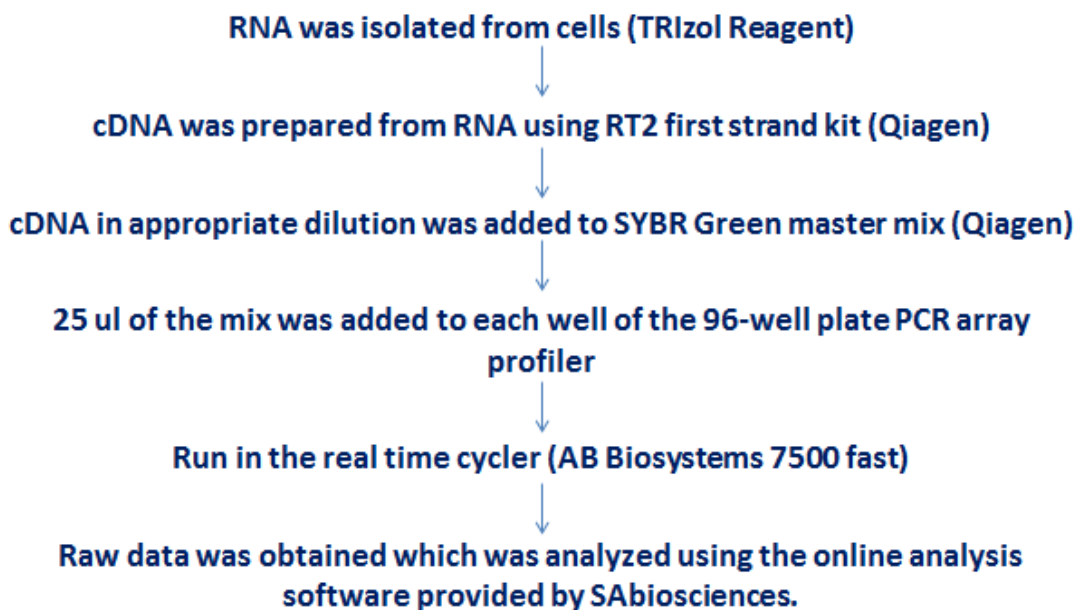 RNA was isolated from cells (TRIzol Reagent)
cDNA was prepared from RNA using RT2 first strand kit (Qiagen)
cDNA in appropriate dilution was added to SYBR Green master mix (Qiagen)
25 ul of the mix was added to each well of the 96-well plate PCR array
profiler
Run in the real time cycler (AB Biosystems 7500 fast)
Raw data was obtained which was analyzed using the online analysis
software provided by SAbiosciences.